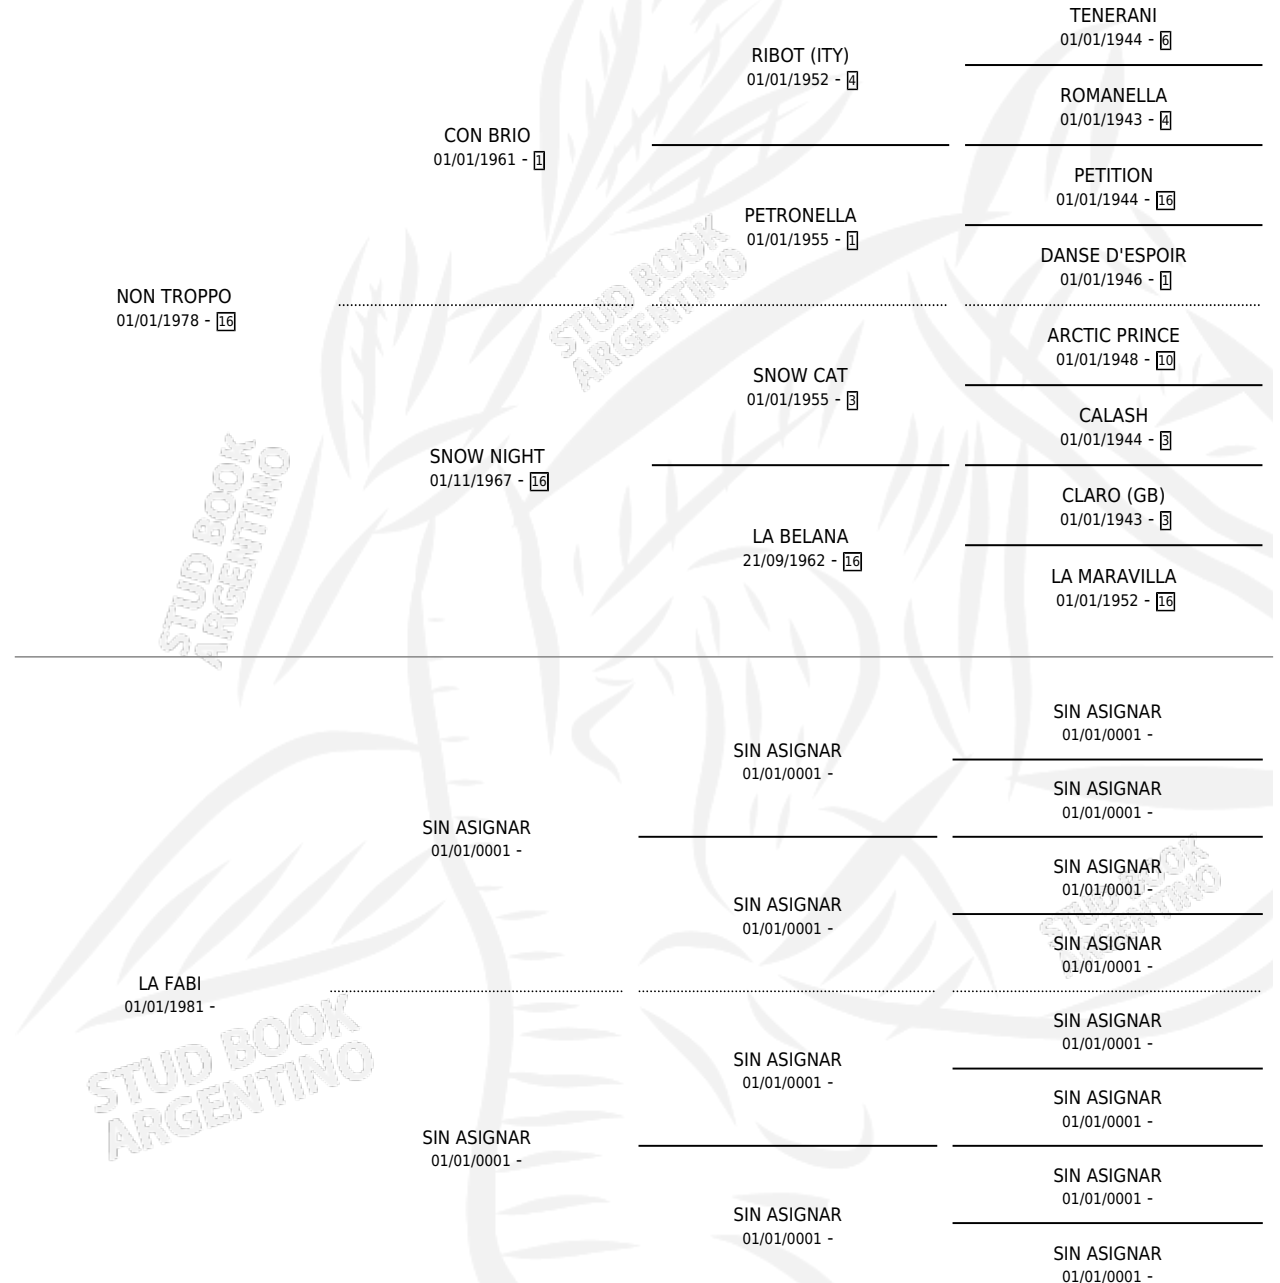 TENERANI
01/01/1944 - 6
RIBOT (ITY)
01/01/1952 - 4
ROMANELLA
01/01/1943 - 4
CON BRIO
01/01/1961 - 1
PETITION
01/01/1944 - 16
PETRONELLA
01/01/1955 - 1
DANSE D'ESPOIR
01/01/1946 - 1
NON TROPPO
01/01/1978 - 16
STUD BOOK
ARGENTINO
ARCTIC PRINCE
01/01/1948 - 10
SNOW CAT
01/01/1955 - 3
CALASH
01/01/1944 - 3
SNOW NIGHT
01/11/1967 - 16
CLARO (GB)
01/01/1943 - 3
LA BELANA
21/09/1962 - 16
LA MARAVILLA
01/01/1952 - 16
STUD BOOK
ARGENTINO
SIN ASIGNAR
01/01/0001 -
SIN ASIGNAR
01/01/0001 -
SIN ASIGNAR
01/01/0001 -
SIN ASIGNAR
01/01/0001 -
SIN ASIGNAR
01/01/0001 -
SIN ASIGNAR
01/01/0001 -
SIN ASIGNAR
01/01/0001 -
STUD BOOK
ARGENTINO
LA FABI
01/01/1981 -
SIN ASIGNAR
01/01/0001 -
SIN ASIGNAR
01/01/0001 -
SIN ASIGNAR
01/01/0001 -
STUD BOOK
ARGENTINO
SIN ASIGNAR
01/01/0001 -
SIN ASIGNAR
01/01/0001 -
SIN ASIGNAR
01/01/0001 -
SIN ASIGNAR
01/01/0001 -